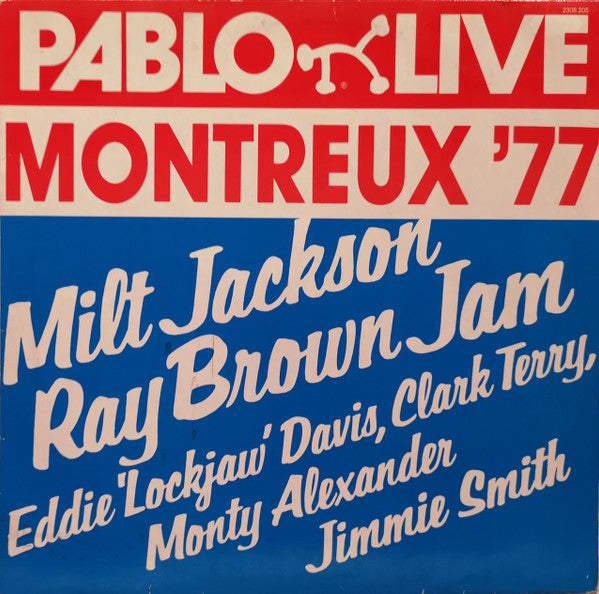 2308 205
PABLO LIVE
®
MONTREUX '77
Milt Jackson
Ray Brown Jam
Eddie 'Lockjaw' Davis, Clark Terry,
Monty Alexander
Jimmie Smith